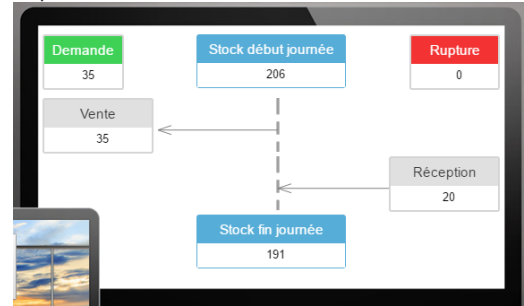 Demande
35
Stock début journée
206
Rupture
0
Vente
35
Réception
20
Stock fin journée
191